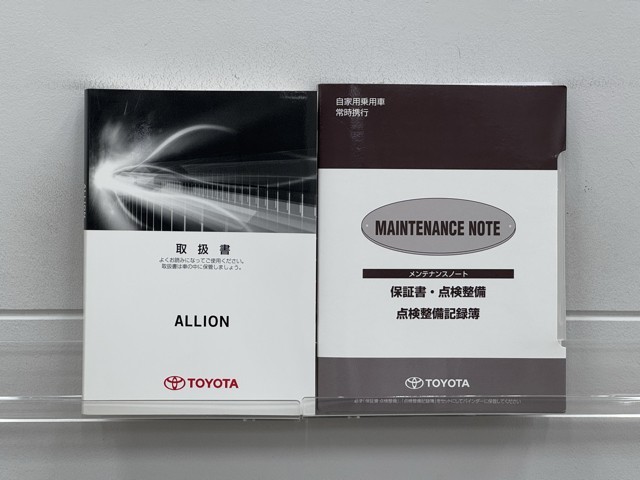 取扱書
よくお読みになってご使用ください。
取扱書は車の中に保管しましょう。
ALLION
TOYOTA
自家用乗用車
常時携行
MAINTENANCE NOTE
メンテナンスノート
保証書・点検整備
点検整備記録簿
TOYOTA